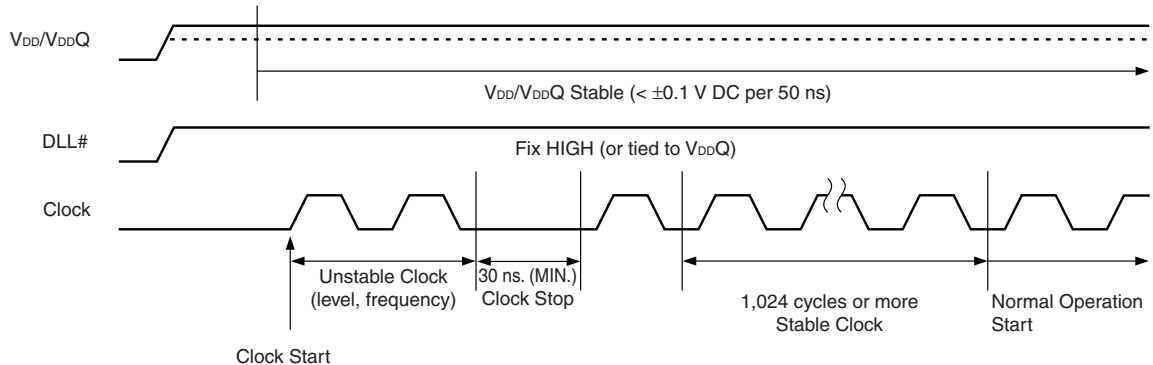 VDD/VDDQ
VDD/VDDQ Stable (< ±0.1 V DC per 50 ns)
DLL#
Fix HIGH (or tied to VDDQ)
Clock
Unstable Clock
(level, frequency)
30 ns. (MIN.)
Clock Stop
1,024 cycles or more
Stable Clock
Normal Operation
Start
Clock Start